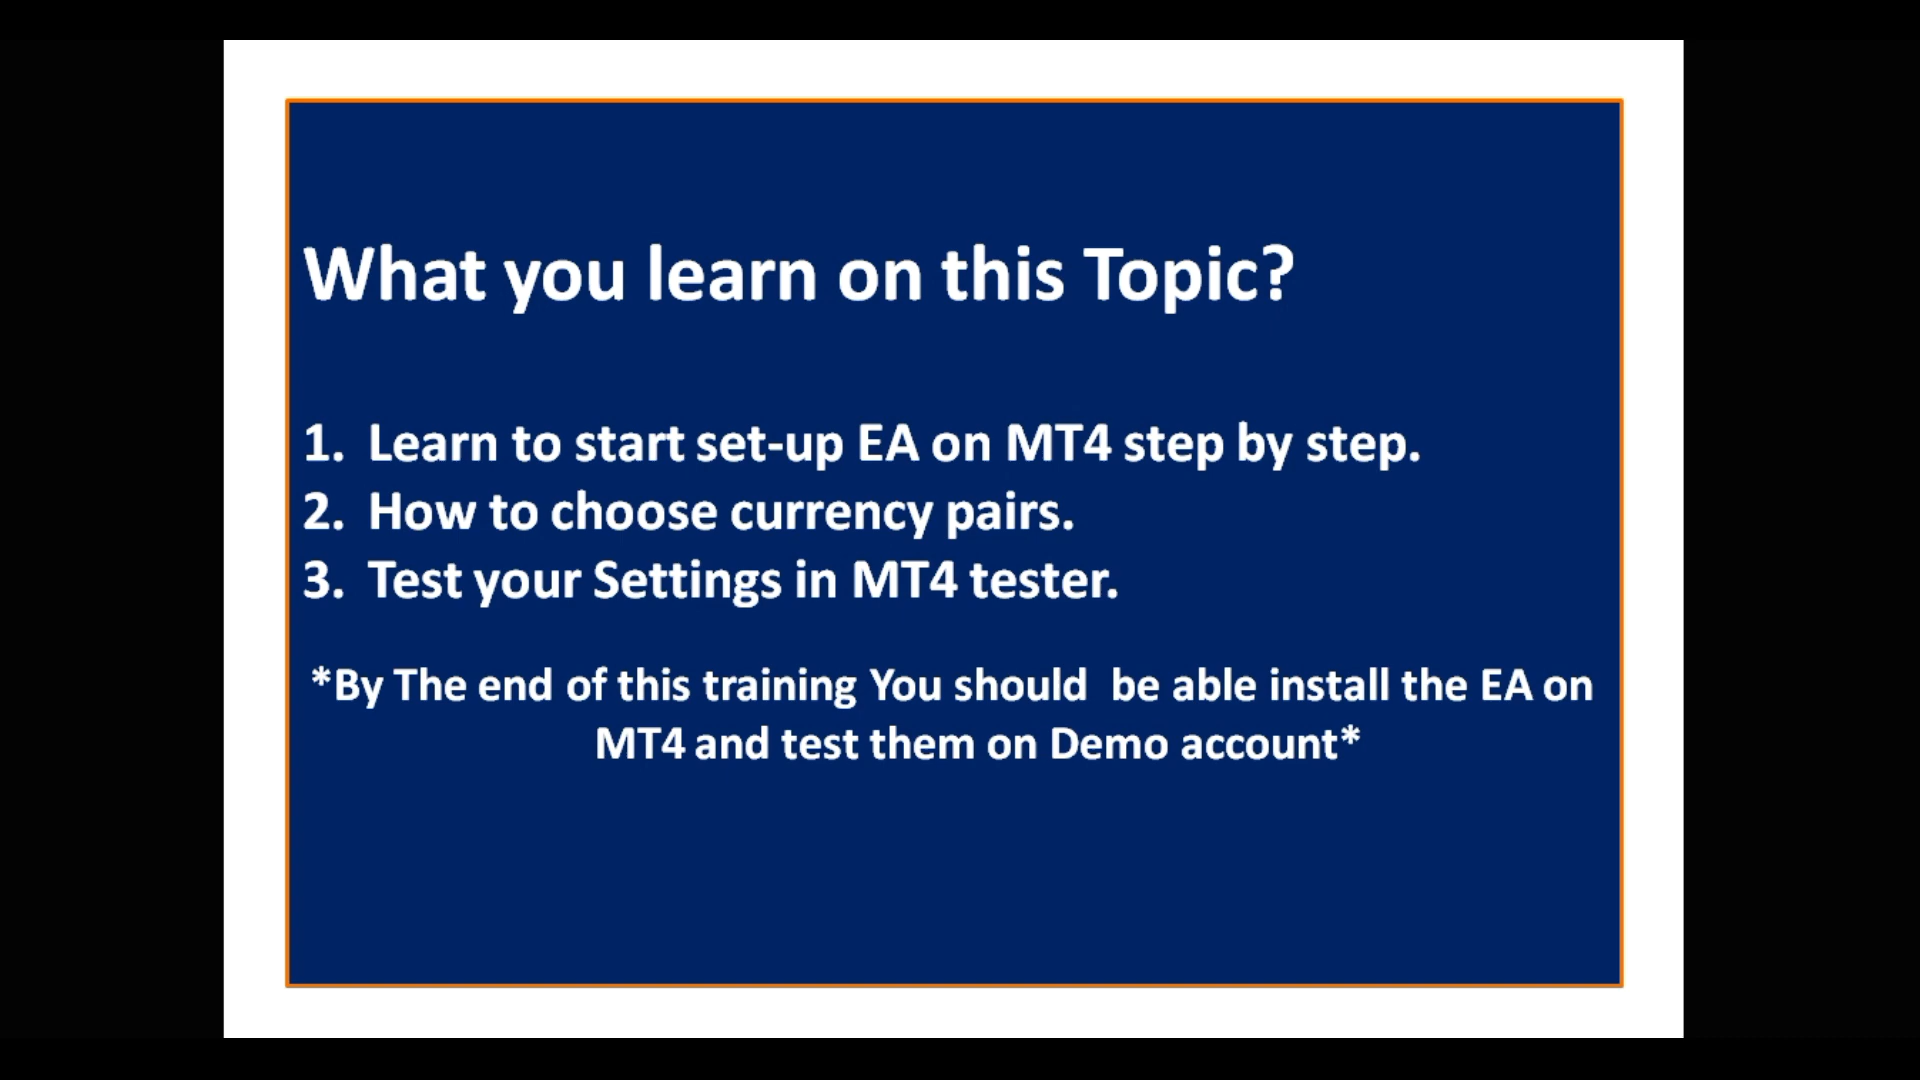 What you learn on this Topic?
1. Learn to start set-up EA on MT4 step by step.
2. How to choose currency pairs.
3. Test your Settings in MT4 tester.
*By The end of this training You should  be able install the EA on
MT4 and test them on Demo account*